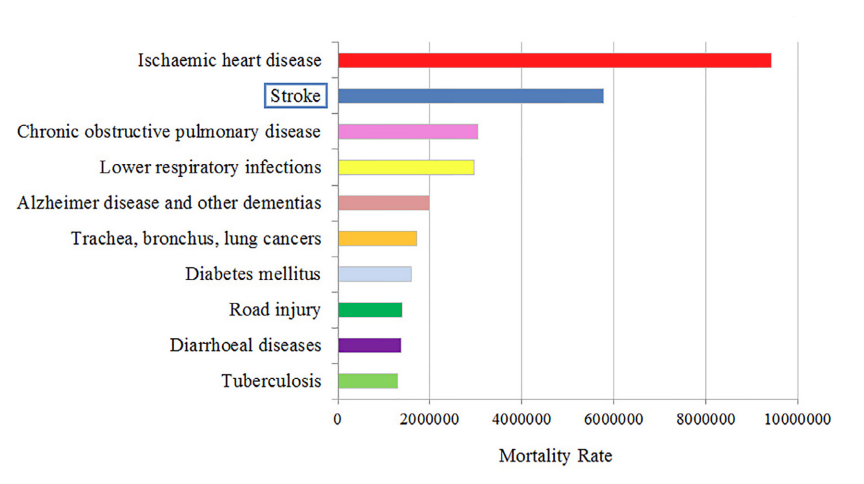 Ischaemic heart disease
Stroke
Chronic obstructive pulmonary disease
Lower respiratory infections
Alzheimer disease and other dementias
Trachea, bronchus, lung cancers
Diabetes mellitus
Road injury
Diarrhoeal diseases
Tuberculosis
0 2000000 4000000 6000000 8000000 10000000
Mortality Rate